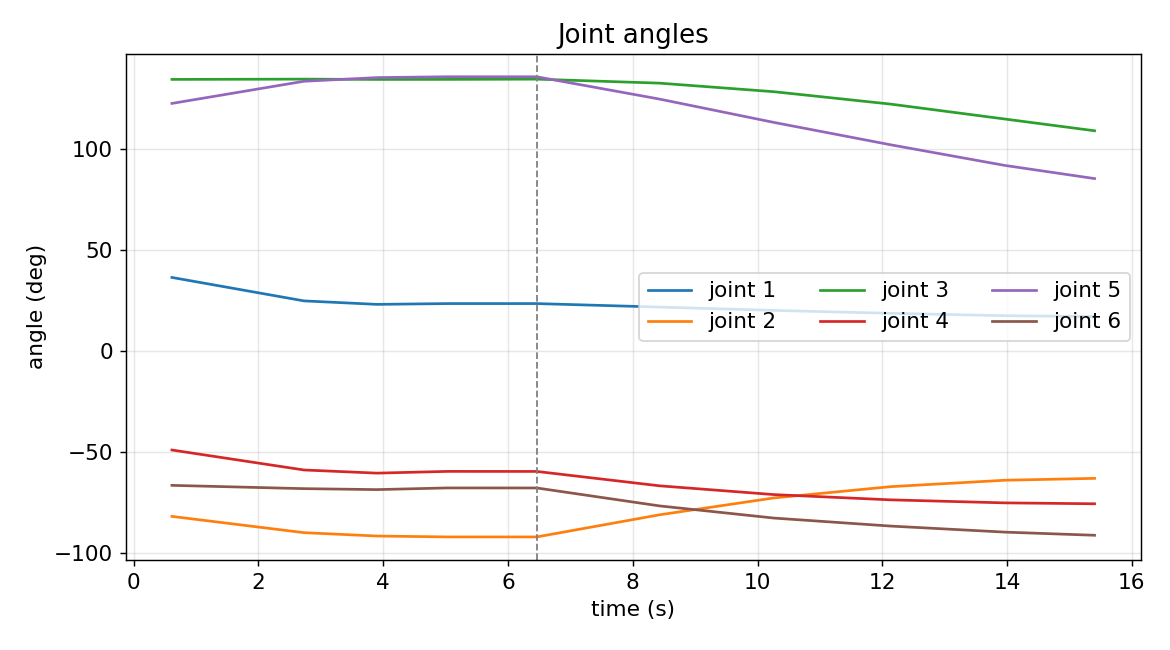 Joint angles
angle (deg)
100
50
0
−50
−100
joint 1 joint 3 joint 5
joint 2 joint 4 joint 6
0 2 4 6 8 10 12 14 16
time (s)